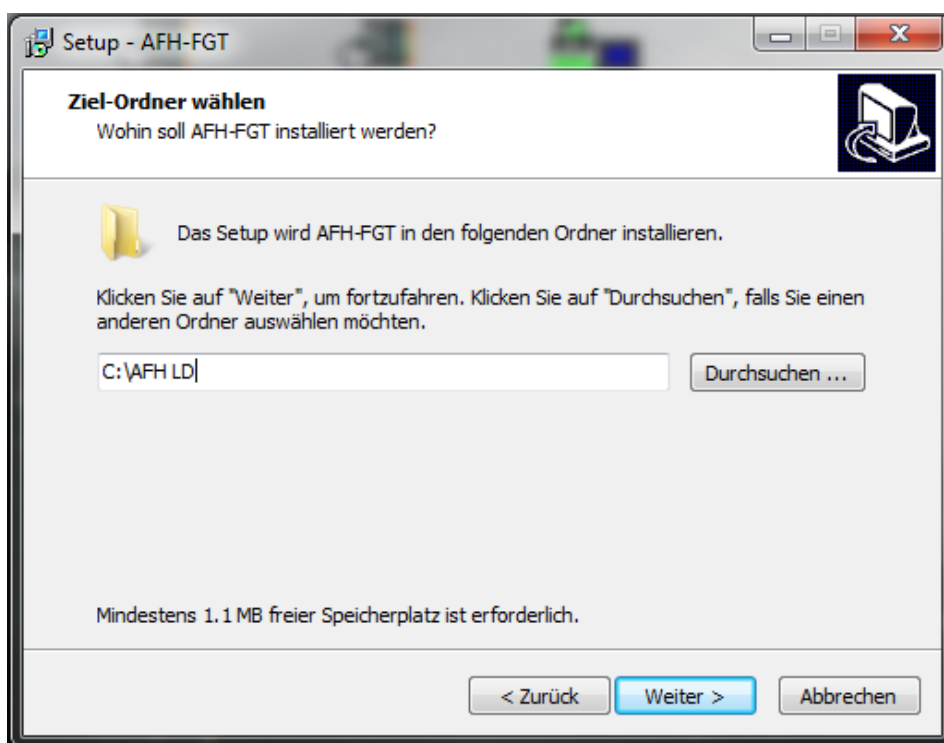 Setup - AFH-FGT
Ziel-Ordner wählen
Wohin soll AFH-FGT installiert werden?
Das Setup wird AFH-FGT in den folgenden Ordner installieren.
Klicken Sie auf "Weiter", um fortzufahren. Klicken Sie auf "Durchsuchen", falls Sie einen
anderen Ordner auswählen möchten.
C:\AFH LD
Durchsuchen ...
Mindestens 1.1 MB freier Speicherplatz ist erforderlich.
< Zurück
Weiter >
Abbrechen